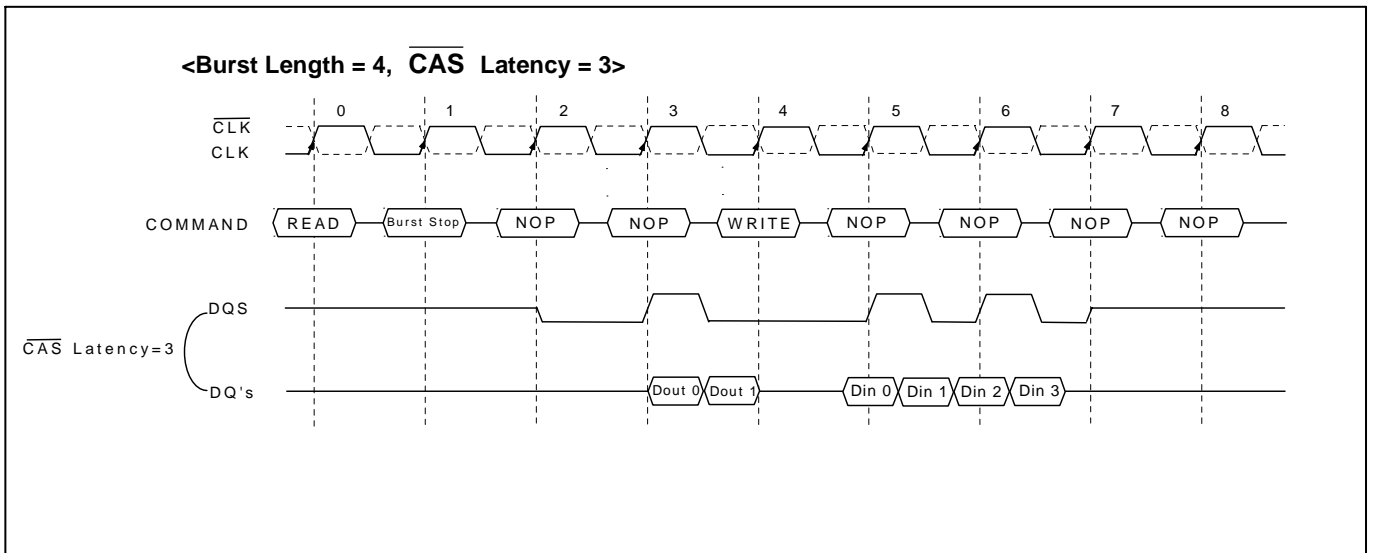 <Burst Length = 4, CAS Latency = 3>
0 1 2 3 4 5 6 7 8
CLK
CLK
COMMAND READ Burst Stop NOP NOP WRITE NOP NOP NOP NOP
DQS
CAS Latency=3
DQ's Dout 0 Dout 1 Din 0 Din 1 Din 2 Din 3